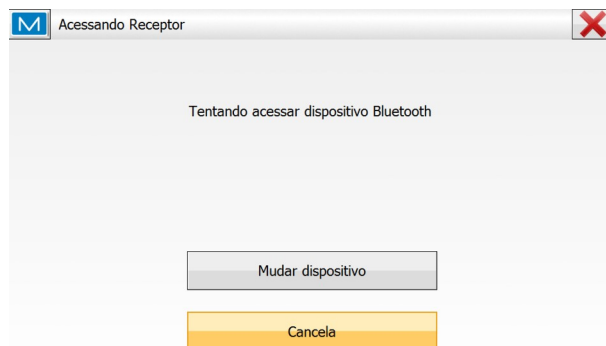 Acessando Receptor
Tentando acessar dispositivo Bluetooth
Mudar dispositivo
Cancela